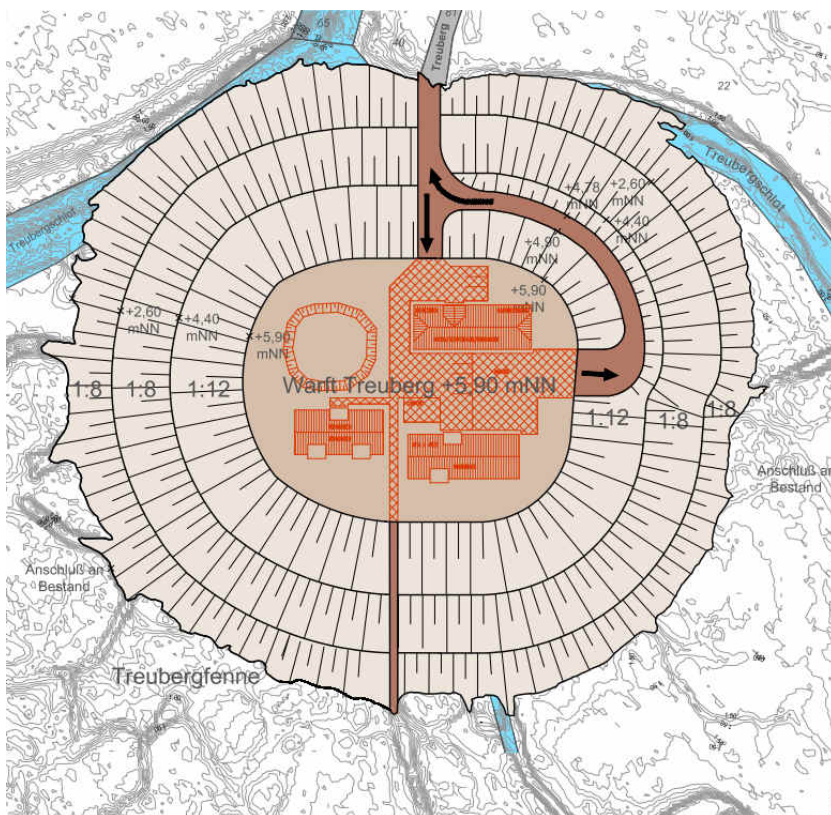 65
40
Treuberg
22
Treubergschlot
Treubergschlot
+4,78
mNN
+2,60
mNN
+4,40
mNN
+4,90
mNN
+5,90
mNN
+2,60
mNN
+4,40
mNN
+5,90
mNN
Warft Treuberg +5,90 mNN
1:8
1:8
1:12
1:12
1:8
1:8
Anschluß an
Bestand
Anschluß an
Bestand
Treubergfenne